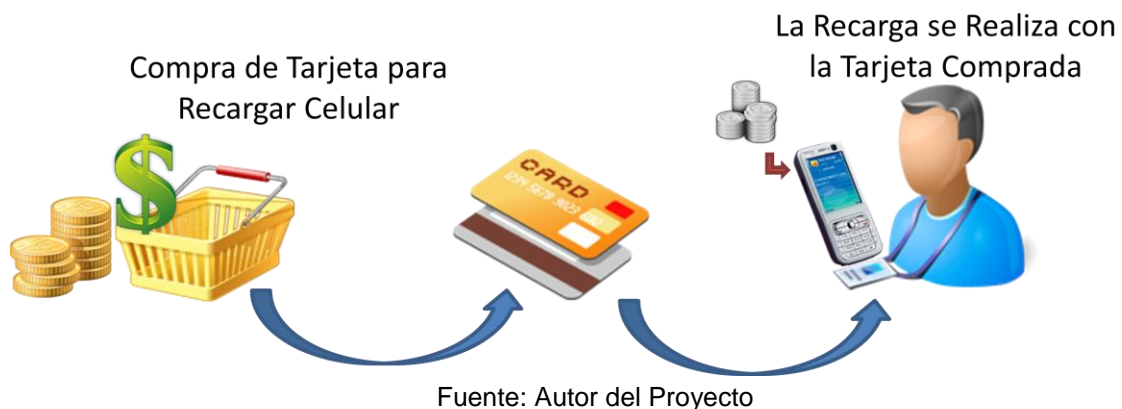 Compra de Tarjeta para
Recargar Celular
La Recarga se Realiza con
la Tarjeta Comprada
CARD
Fuente: Autor del Proyecto